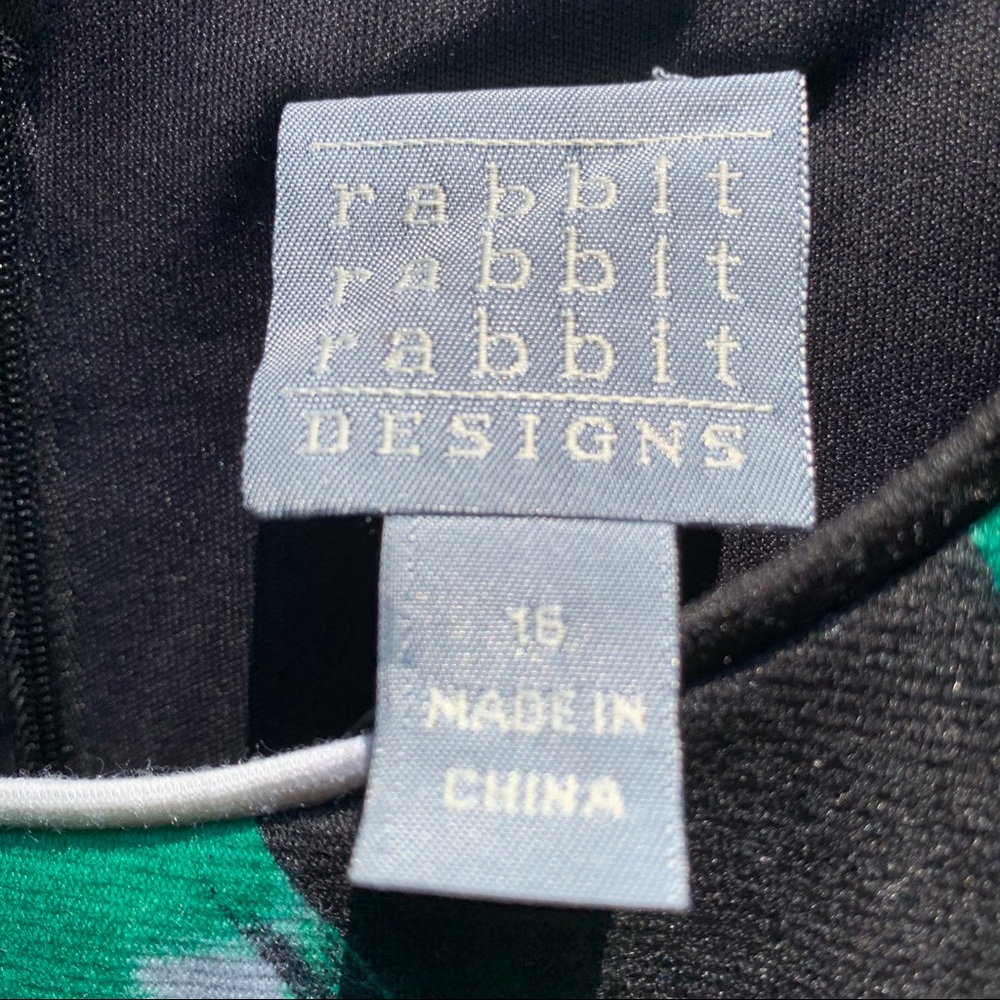 rabbit
rabbit
rabbit
DESIGNS
16
MADE IN
CHINA